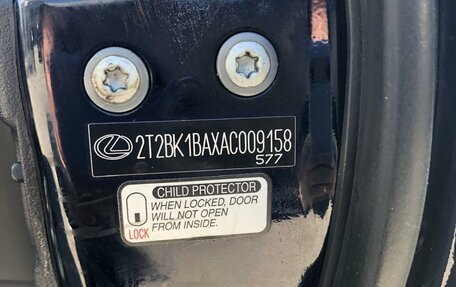 2T2BK1BAXAC009158
577
CHILD PROTECTOR
WHEN LOCKED, DOOR
WILL NOT OPEN
FROM INSIDE.
LOCK